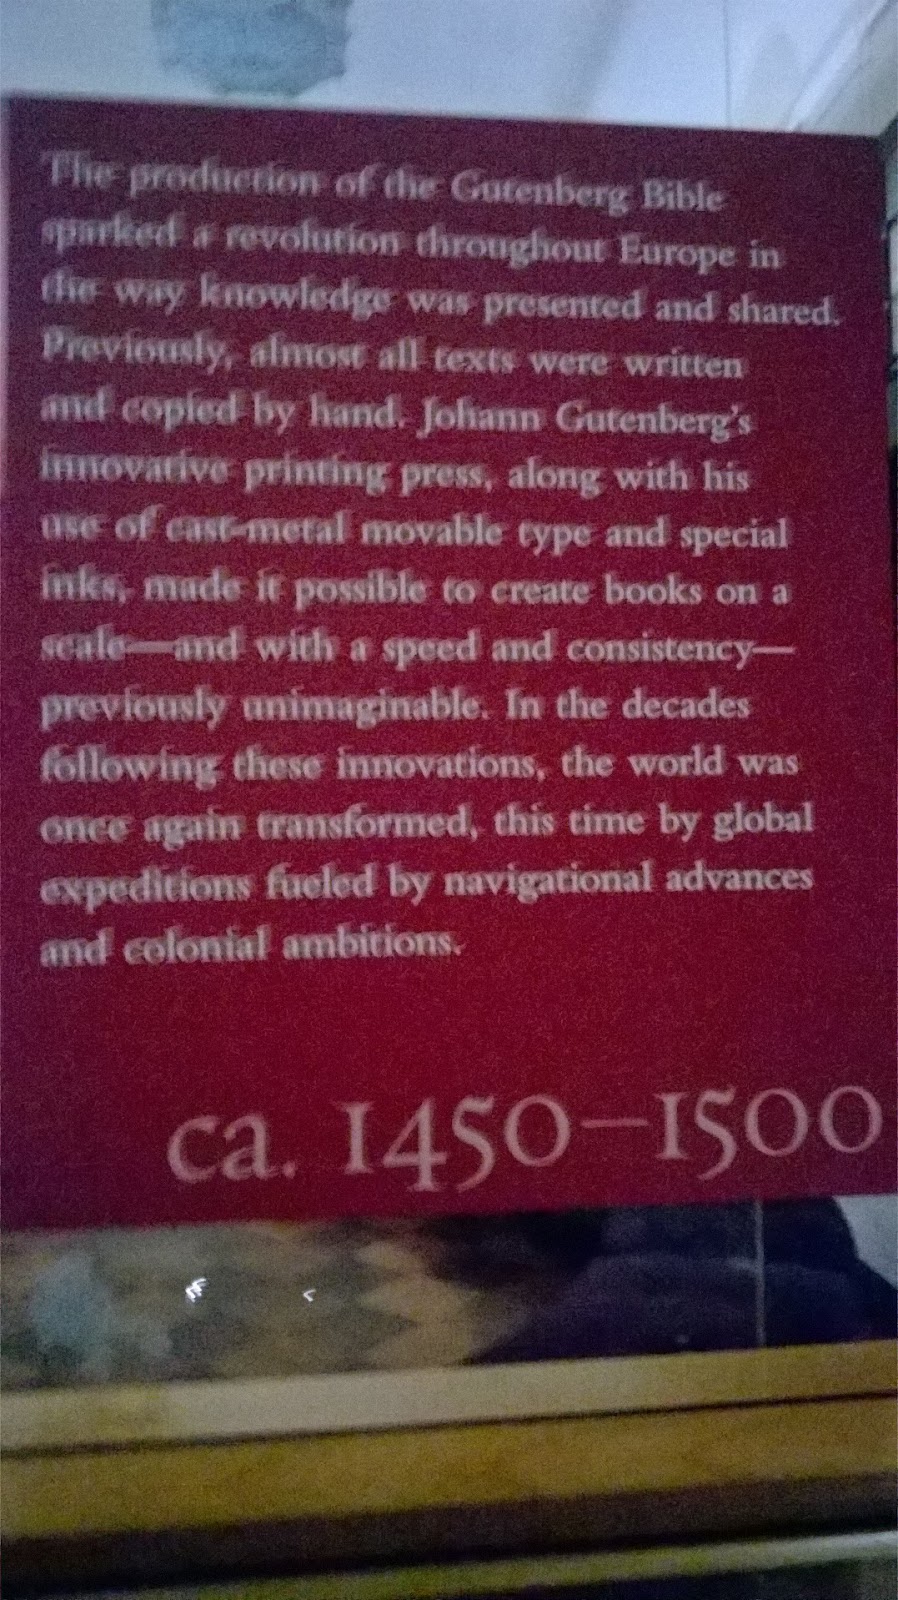 The production of the Gutenberg Bible
sparked a revolution throughout Europe in
the way knowledge was presented and shared.
Previously, almost all texts were written
and copied by hand. Johann Gutenberg's
innovative printing press, along with his
use of cast-metal movable type and special
inks, made it possible to create books on a
scale—and with a speed and consistency—
previously unimaginable. In the decades
following these innovations, the world was
once again transformed, this time by global
expeditions fueled by navigational advances
and colonial ambitions.
ca. 1450–1500